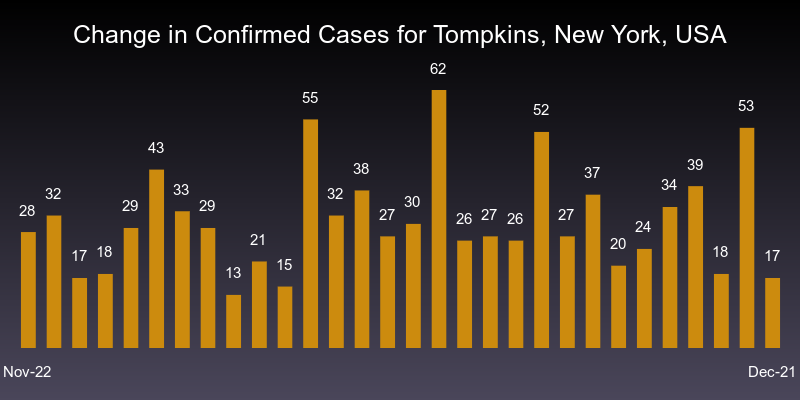 Change in Confirmed Cases for Tompkins, New York, USA
28 32 17 18 29 43 33 29 13 21 15 55 32 38 27 30 62 26 27 26 52 27 37 20 24 34 39 18 53 17
Nov-22 Dec-21